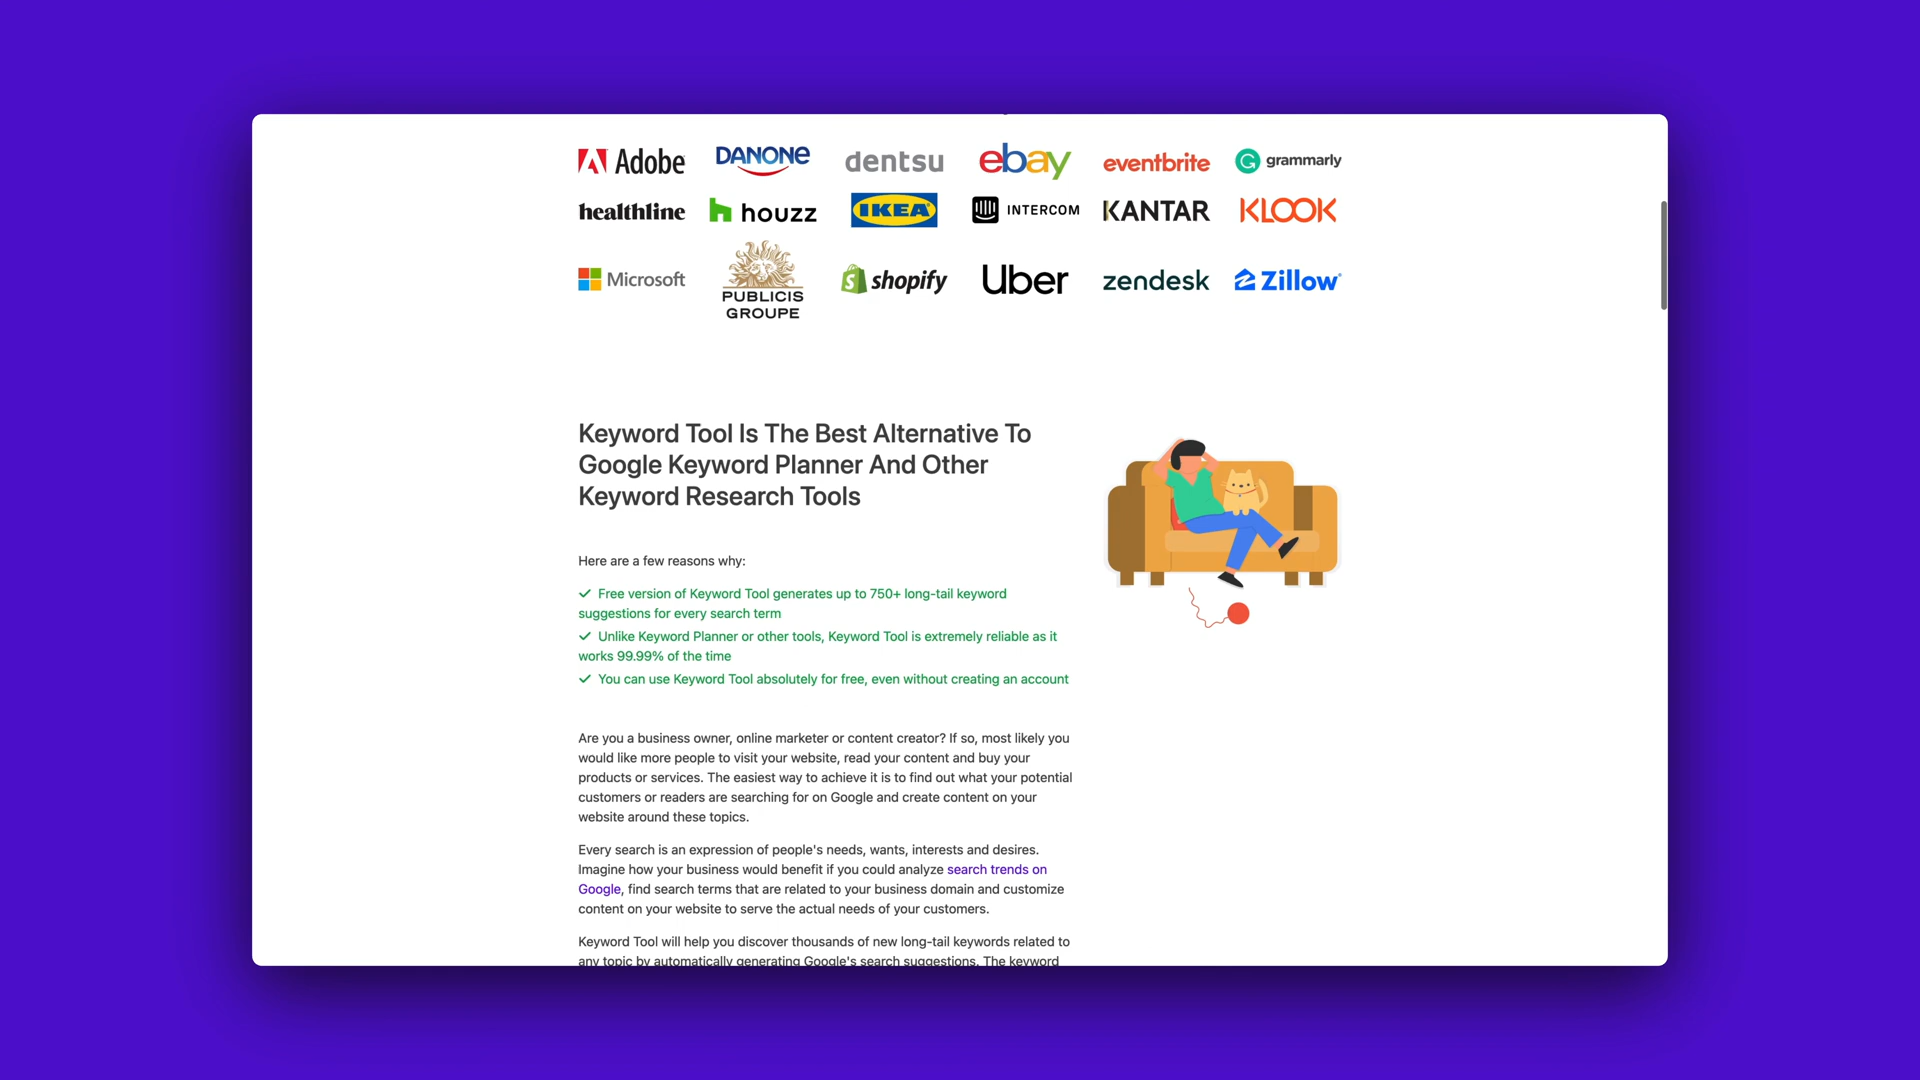 Adobe DANONE dentsu ebay eventbrite G grammarly
healthline houzz IKEA INTERCOM KANTAR KLOOK
Microsoft PUBLICIS GROUPE shopify Uber zendesk Zillow
Keyword Tool Is The Best Alternative To
Google Keyword Planner And Other
Keyword Research Tools
Here are a few reasons why:
✓ Free version of Keyword Tool generates up to 750+ long-tail keyword
suggestions for every search term
✓ Unlike Keyword Planner or other tools, Keyword Tool is extremely reliable as it
works 99.99% of the time
✓ You can use Keyword Tool absolutely for free, even without creating an account
Are you a business owner, online marketer or content creator? If so, most likely you
would like more people to visit your website, read your content and buy your
products or services. The easiest way to achieve it is to find out what your potential
customers or readers are searching for on Google and create content on your
website around these topics.
Every search is an expression of people's needs, wants, interests and desires.
Imagine how your business would benefit if you could analyze search trends on
Google, find search terms that are related to your business domain and customize
content on your website to serve the actual needs of your customers.
Keyword Tool will help you discover thousands of new long-tail keywords related to
any topic by automatically generating Google's search suggestions. The keyword